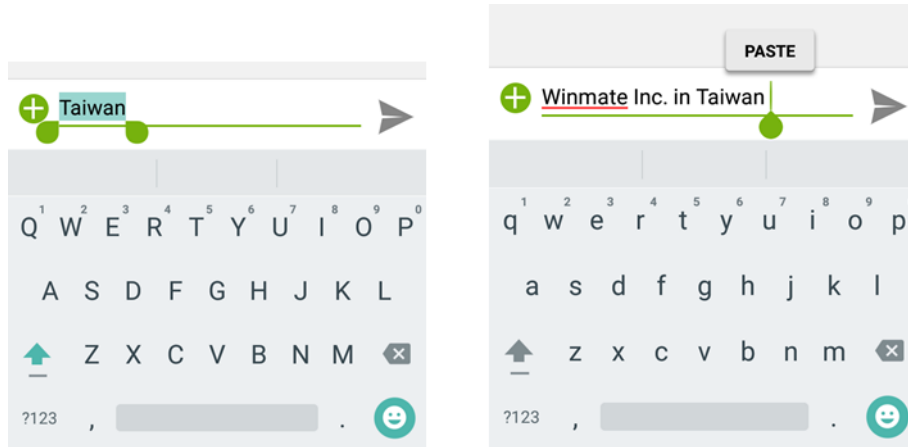 Taiwan
1 2 3 4 5 6 7 8 9 0
Q W E R T Y U I O P
A S D F G H J K L
Z X C V B N M
?123 , .
PASTE
Winmate Inc. in Taiwan
1 2 3 4 5 6 7 8 9
q w e r t y u i o p
a s d f g h j k l
z x c v b n m
?123 , .